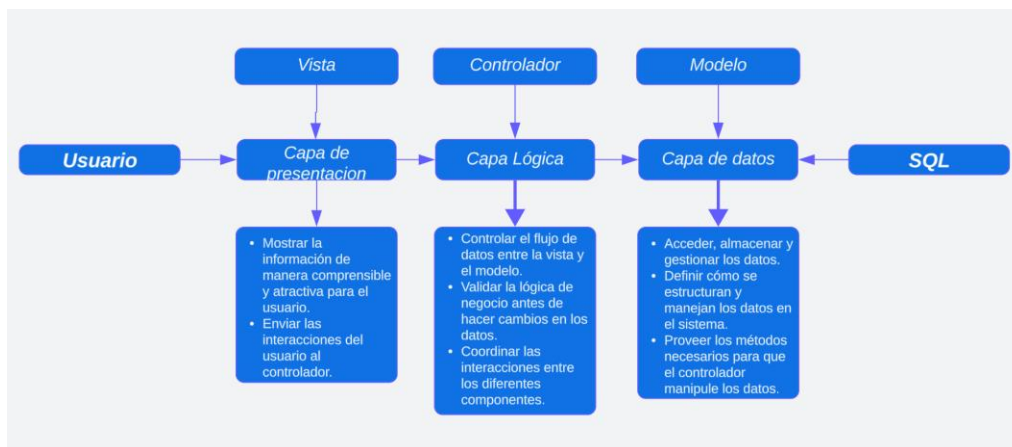 Vista
Controlador
Modelo
Usuario
Capa de
presentacion
Capa Lógica
Capa de datos
SQL
• Mostrar la
información de
manera comprensible
y atractiva para el
usuario.
• Enviar las
interacciones del
usuario al
controlador.
• Controlar el flujo de
datos entre la vista y
el modelo.
• Validar la lógica de
negocio antes de
hacer cambios en los
datos.
• Coordinar las
interacciones entre
los diferentes
componentes.
• Acceder, almacenar y
gestionar los datos.
• Definir cómo se
estructuran y
manejan los datos en
el sistema.
• Proveer los métodos
necesarios para que
el controlador
manipule los datos.